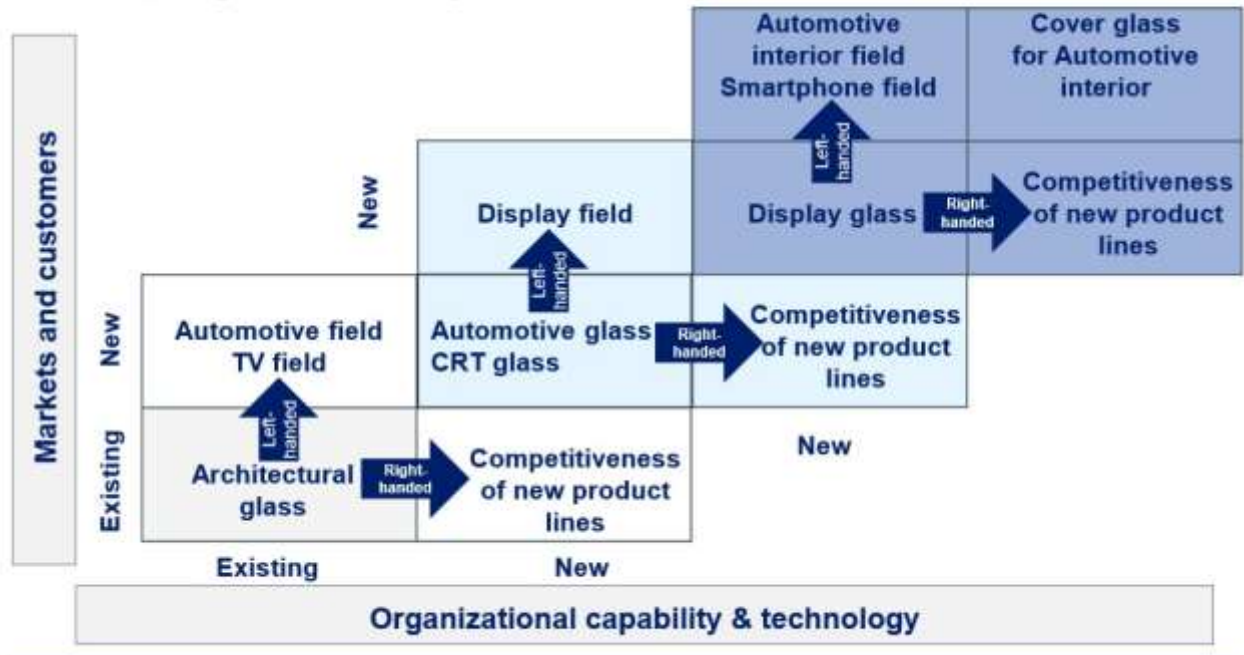 Automotive
interior field
Smartphone field
Cover glass
for Automotive
interior
Left-
handed
New
Display field
Display glass
Right-
handed
Competitiveness
of new product
lines
Left-
handed
Markets and customers
New
Automotive field
TV field
Automotive glass
CRT glass
Right-
handed
Competitiveness
of new product
lines
Left-
handed
Existing
Architectural
glass
Right-
handed
Competitiveness
of new product
lines
New
Existing
New
Organizational capability & technology